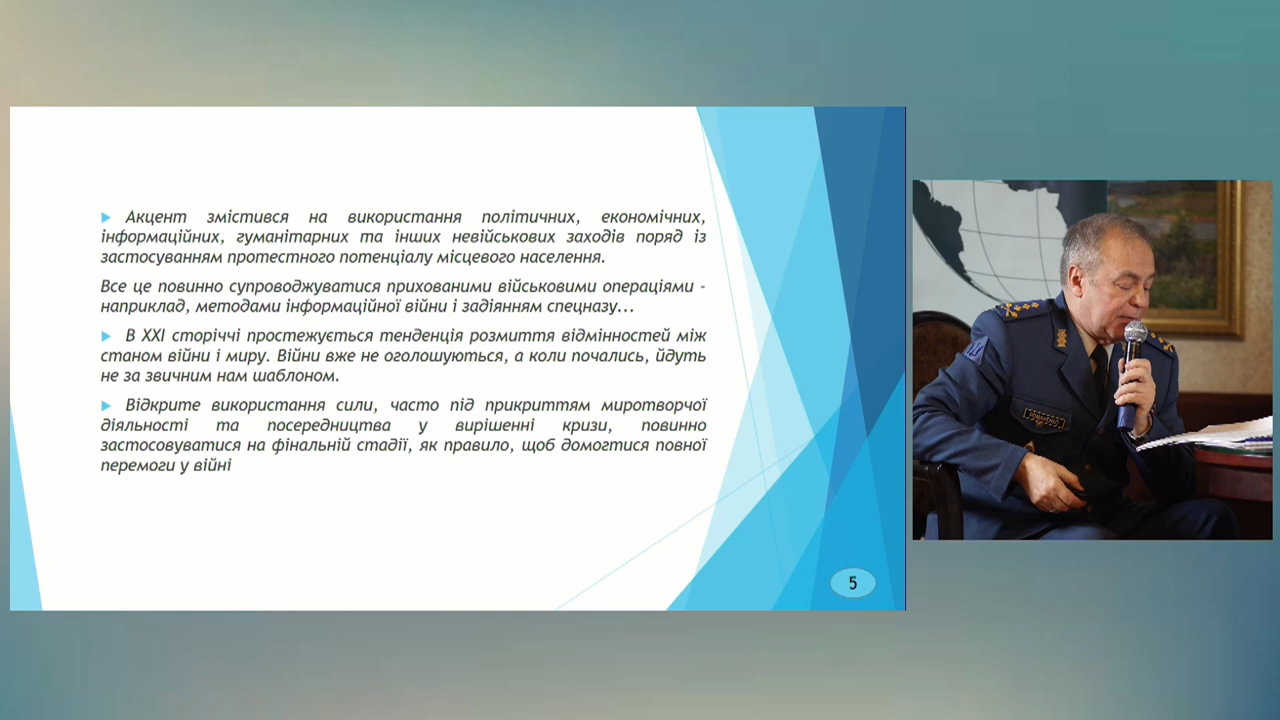 Акцент змістився на використання політичних, економічних,
інформаційних, гуманітарних та інших невійськових заходів поряд із
застосуванням протестного потенціалу місцевого населення.
Все це повинно супроводжуватися прихованими військовими операціями -
наприклад, методами інформаційної війни і задіянням спецназу...
В XXI сторіччі простежується тенденція розмиття відмінностей між
станом війни і миру. Війни вже не оголошуються, а коли почались, йдуть
не за звичним нам шаблоном.
Відкрите використання сили, часто під прикриттям миротворчої
діяльності та посередництва у вирішенні кризи, повинно
застосовуватися на фінальній стадії, як правило, щоб домогтися повної
перемоги у війні
5